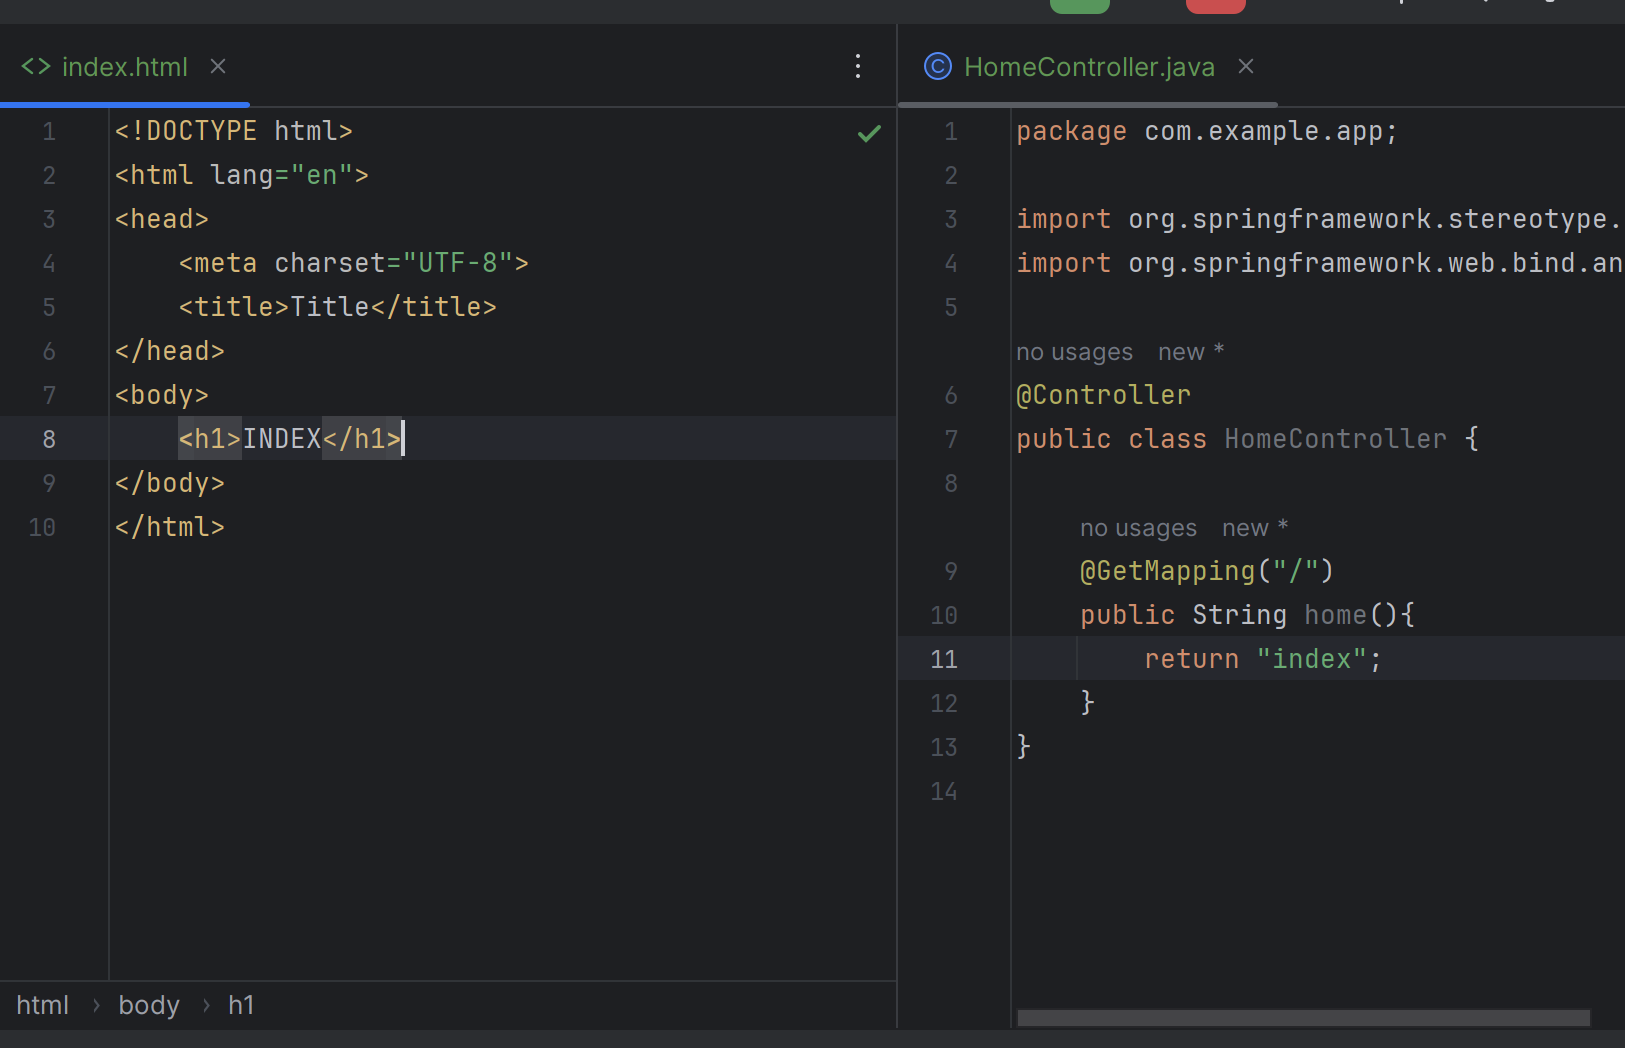 index.html
1 <!DOCTYPE html>
2 <html lang="en">
3 <head>
4     <meta charset="UTF-8">
5     <title>Title</title>
6 </head>
7 <body>
8     <h1>INDEX</h1>
9 </body>
10 </html>
html › body › h1
HomeController.java
1 package com.example.app;
2
3 import org.springframework.stereotype.
4 import org.springframework.web.bind.an
5
no usages new *
6 @Controller
7 public class HomeController {
8
    no usages new *
9     @GetMapping("/")
10     public String home(){
11         return "index";
12     }
13 }
14